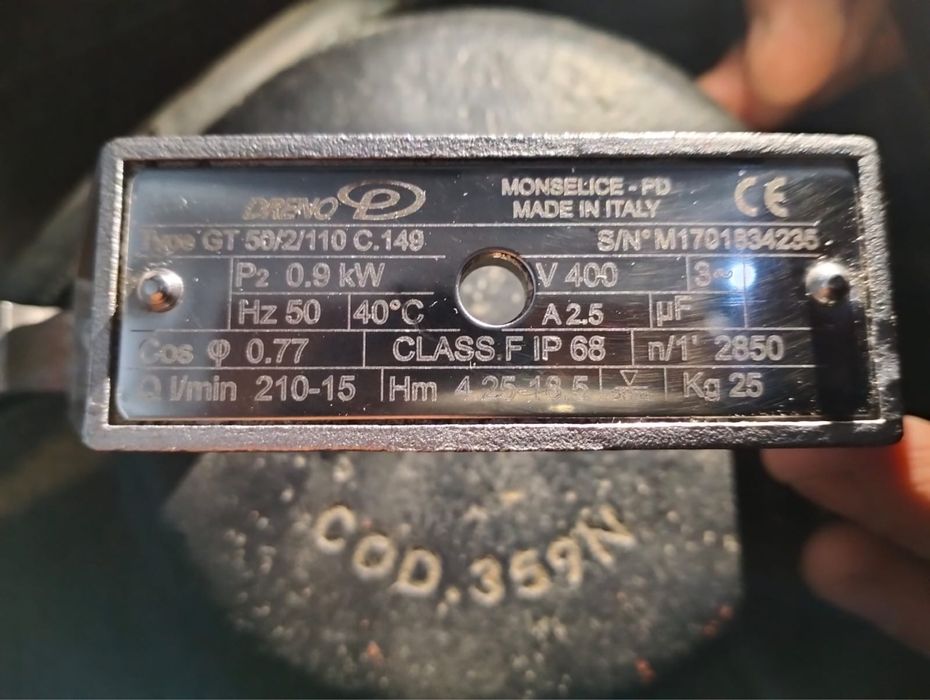 DRENO MONSELICE - PD CE
MADE IN ITALY
Type GT 50/2/110 C.149 S/N° M1701834235
P2 0.9 kW V 400 3~
Hz 50 40°C A 2.5 µF
Cos φ 0.77 CLASS.F IP 68 n/1' 2850
Q l/min 210-15 Hm 4.25-18.5 Kg 25
COD.359N